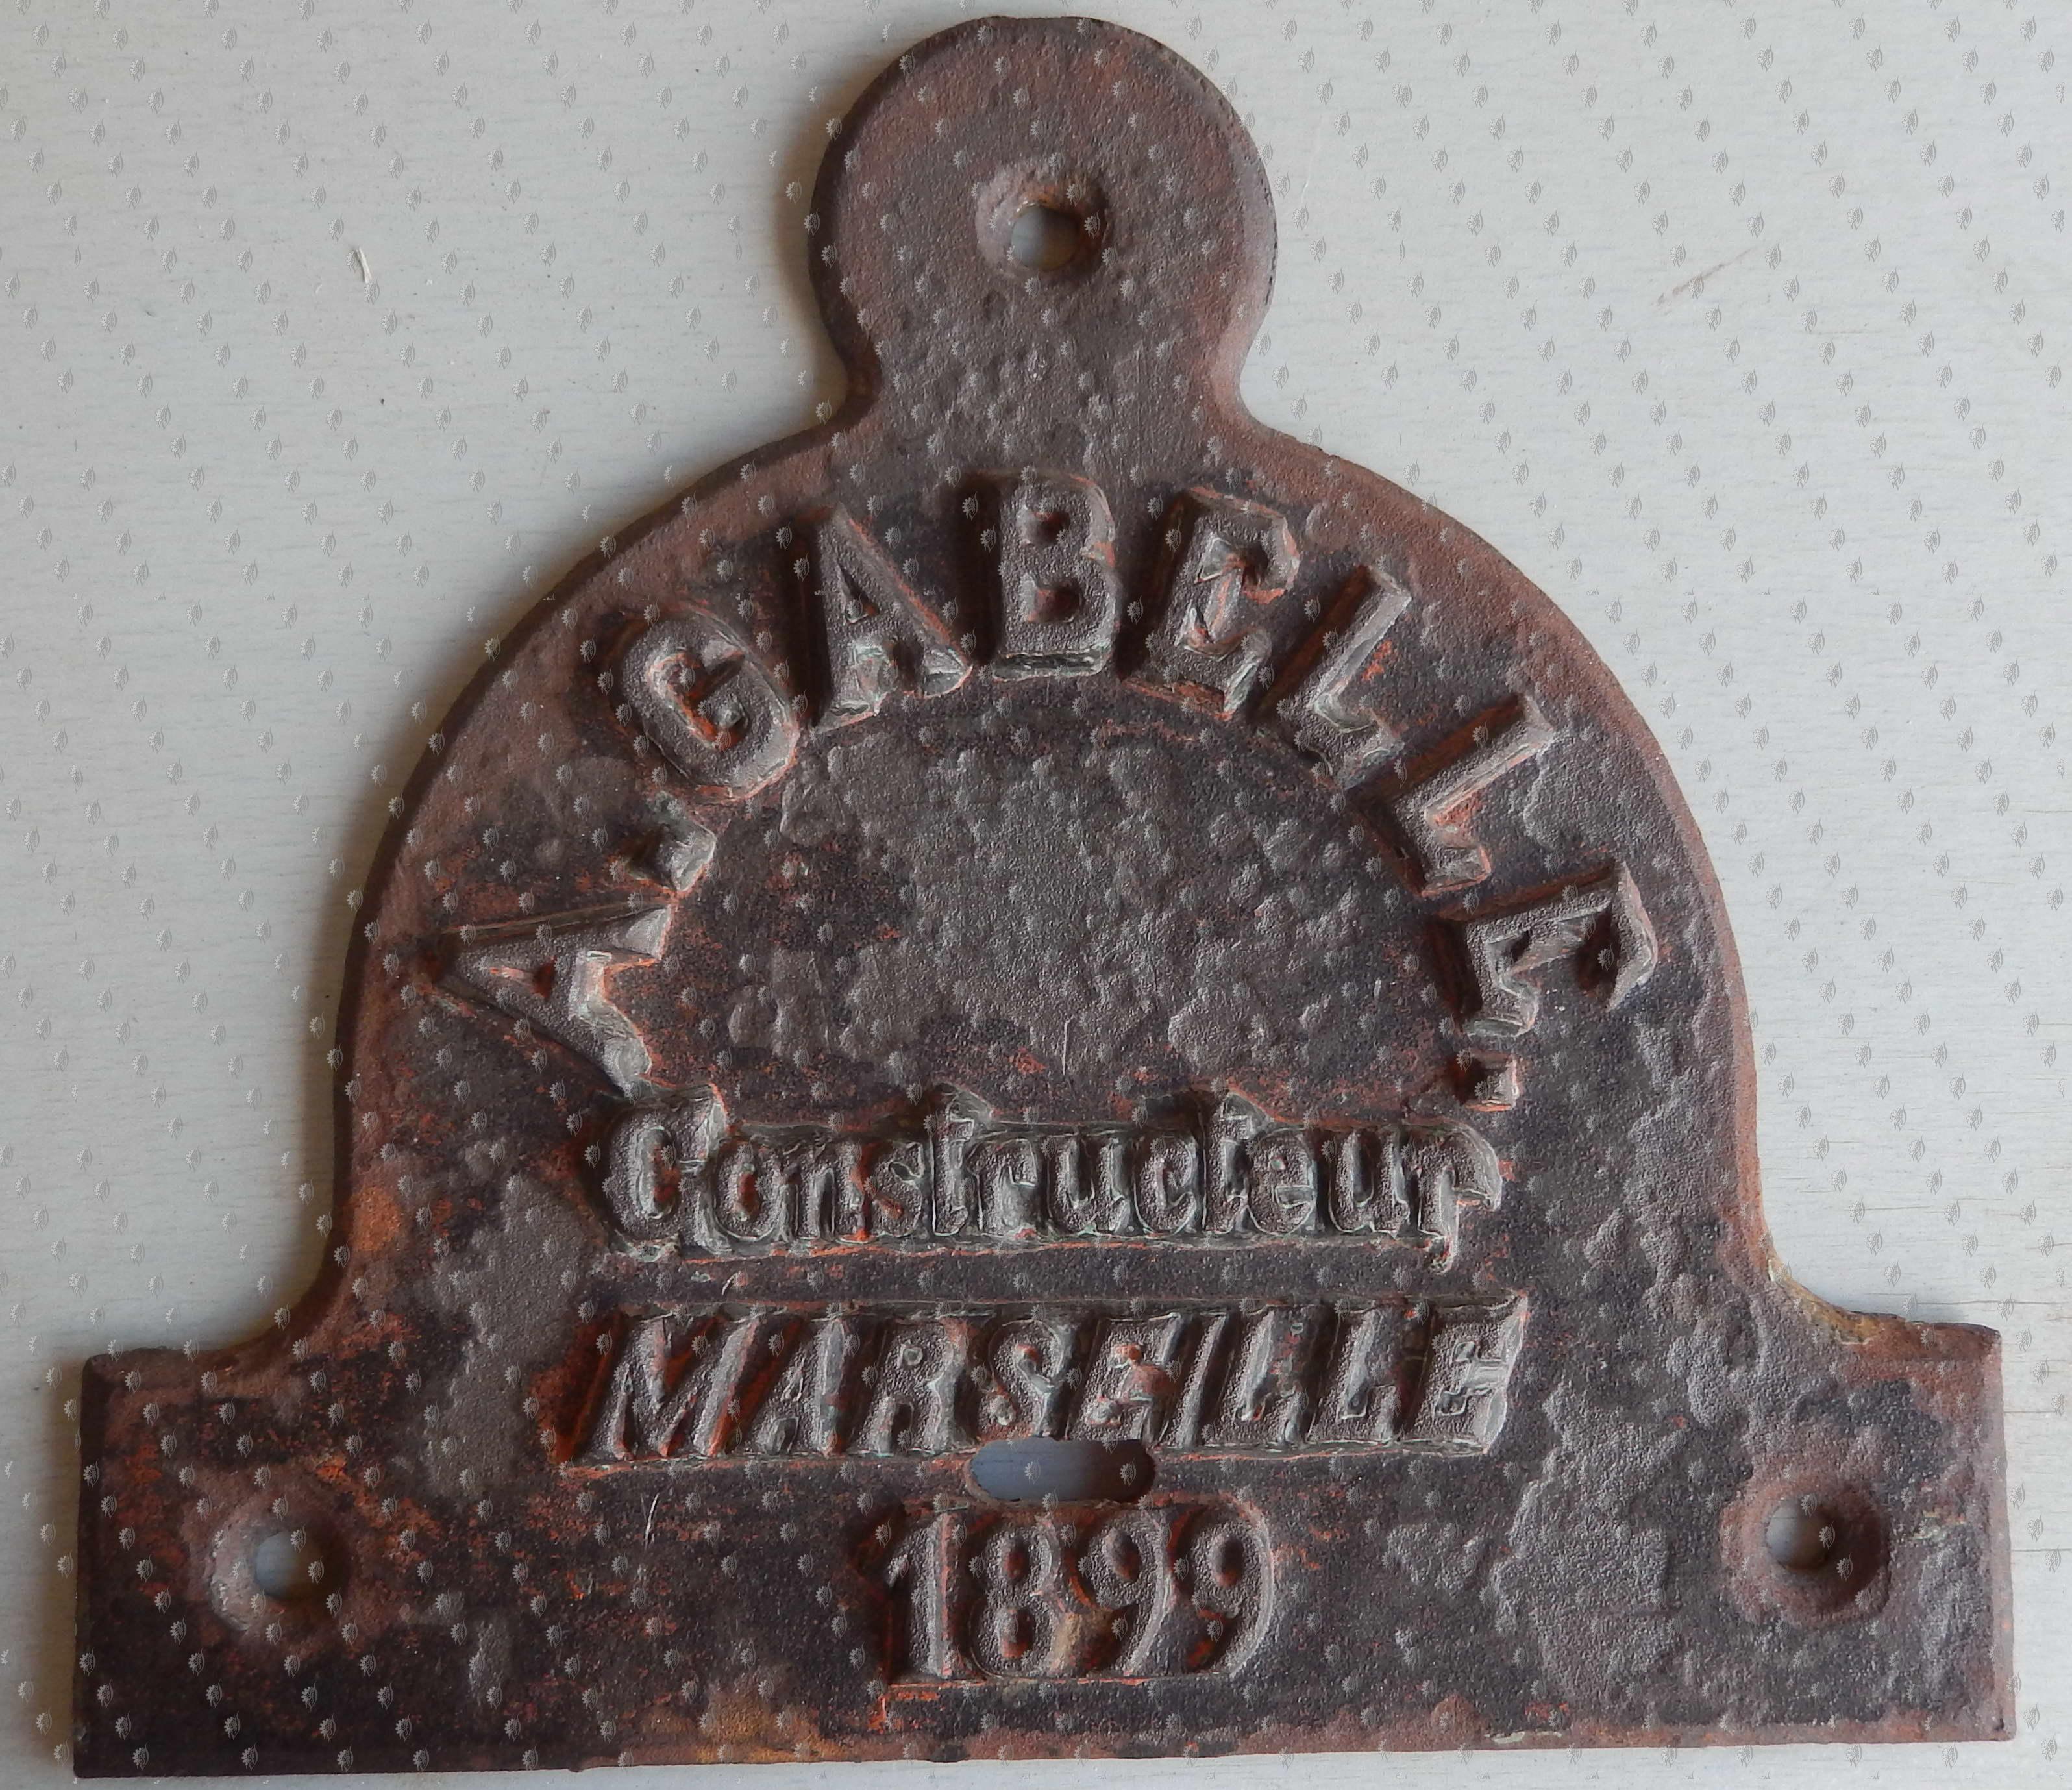 A. GABELLE.
Constructeur
MARSEILLE
1899